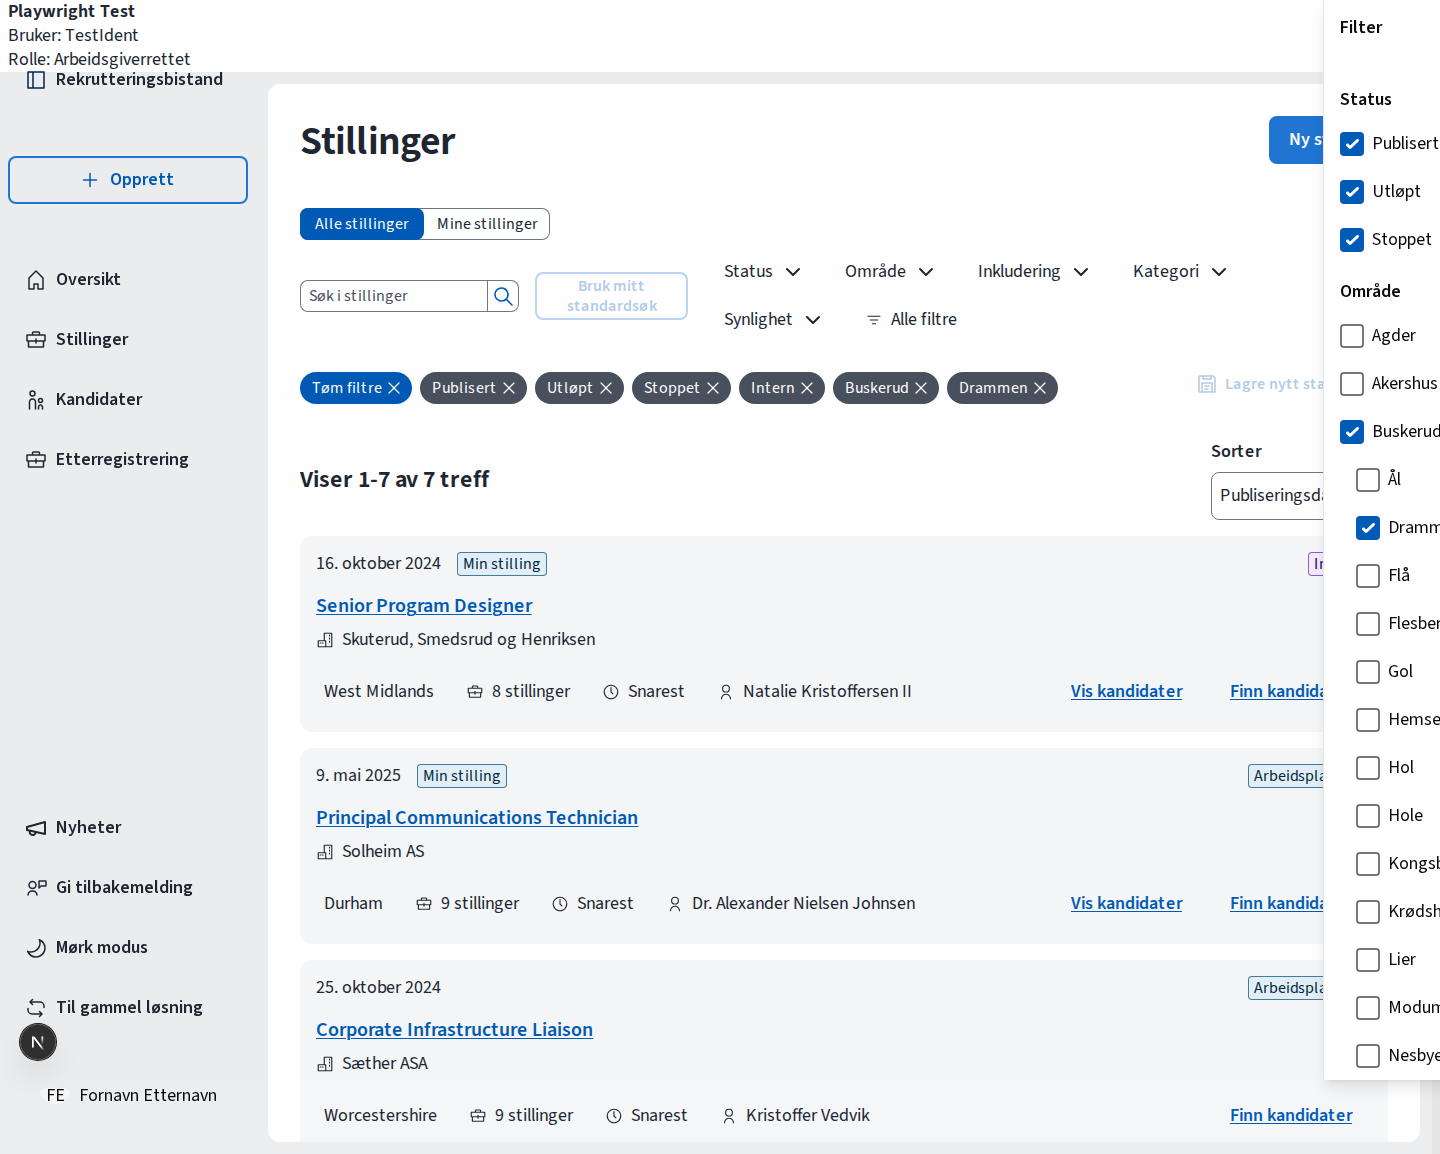 Playwright Test
Bruker: TestIdent
Rolle: Arbeidsgiverrettet
Rekrutteringsbistand
Opprett
Oversikt
Stillinger
Kandidater
Etterregistrering
Nyheter
Gi tilbakemelding
Mørk modus
Til gammel løsning
N
FE Fornavn Etternavn
Stillinger
Ny s
Alle stillinger
Mine stillinger
Søk i stillinger
Bruk mitt
standardsøk
Status
Område
Inkludering
Kategori
Synlighet
Alle filtre
Tøm filtre
Publisert
Utløpt
Stoppet
Intern
Buskerud
Drammen
Lagre nytt sta
Viser 1-7 av 7 treff
Sorter
Publiseringsda
16. oktober 2024
Min stilling
Senior Program Designer
Skuterud, Smedsrud og Henriksen
West Midlands
8 stillinger
Snarest
Natalie Kristoffersen II
Vis kandidater
Finn kandida
9. mai 2025
Min stilling
Arbeidspla
Principal Communications Technician
Solheim AS
Durham
9 stillinger
Snarest
Dr. Alexander Nielsen Johnsen
Vis kandidater
Finn kandida
25. oktober 2024
Arbeidspla
Corporate Infrastructure Liaison
Sæther ASA
Worcestershire
9 stillinger
Snarest
Kristoffer Vedvik
Finn kandidater
Filter
Status
Publisert
Utløpt
Stoppet
Område
Agder
Akershus
Buskerud
Ål
Dramm
Flå
Flesber
Gol
Hemse
Hol
Hole
Kongsb
Krødsh
Lier
Modum
Nesbye